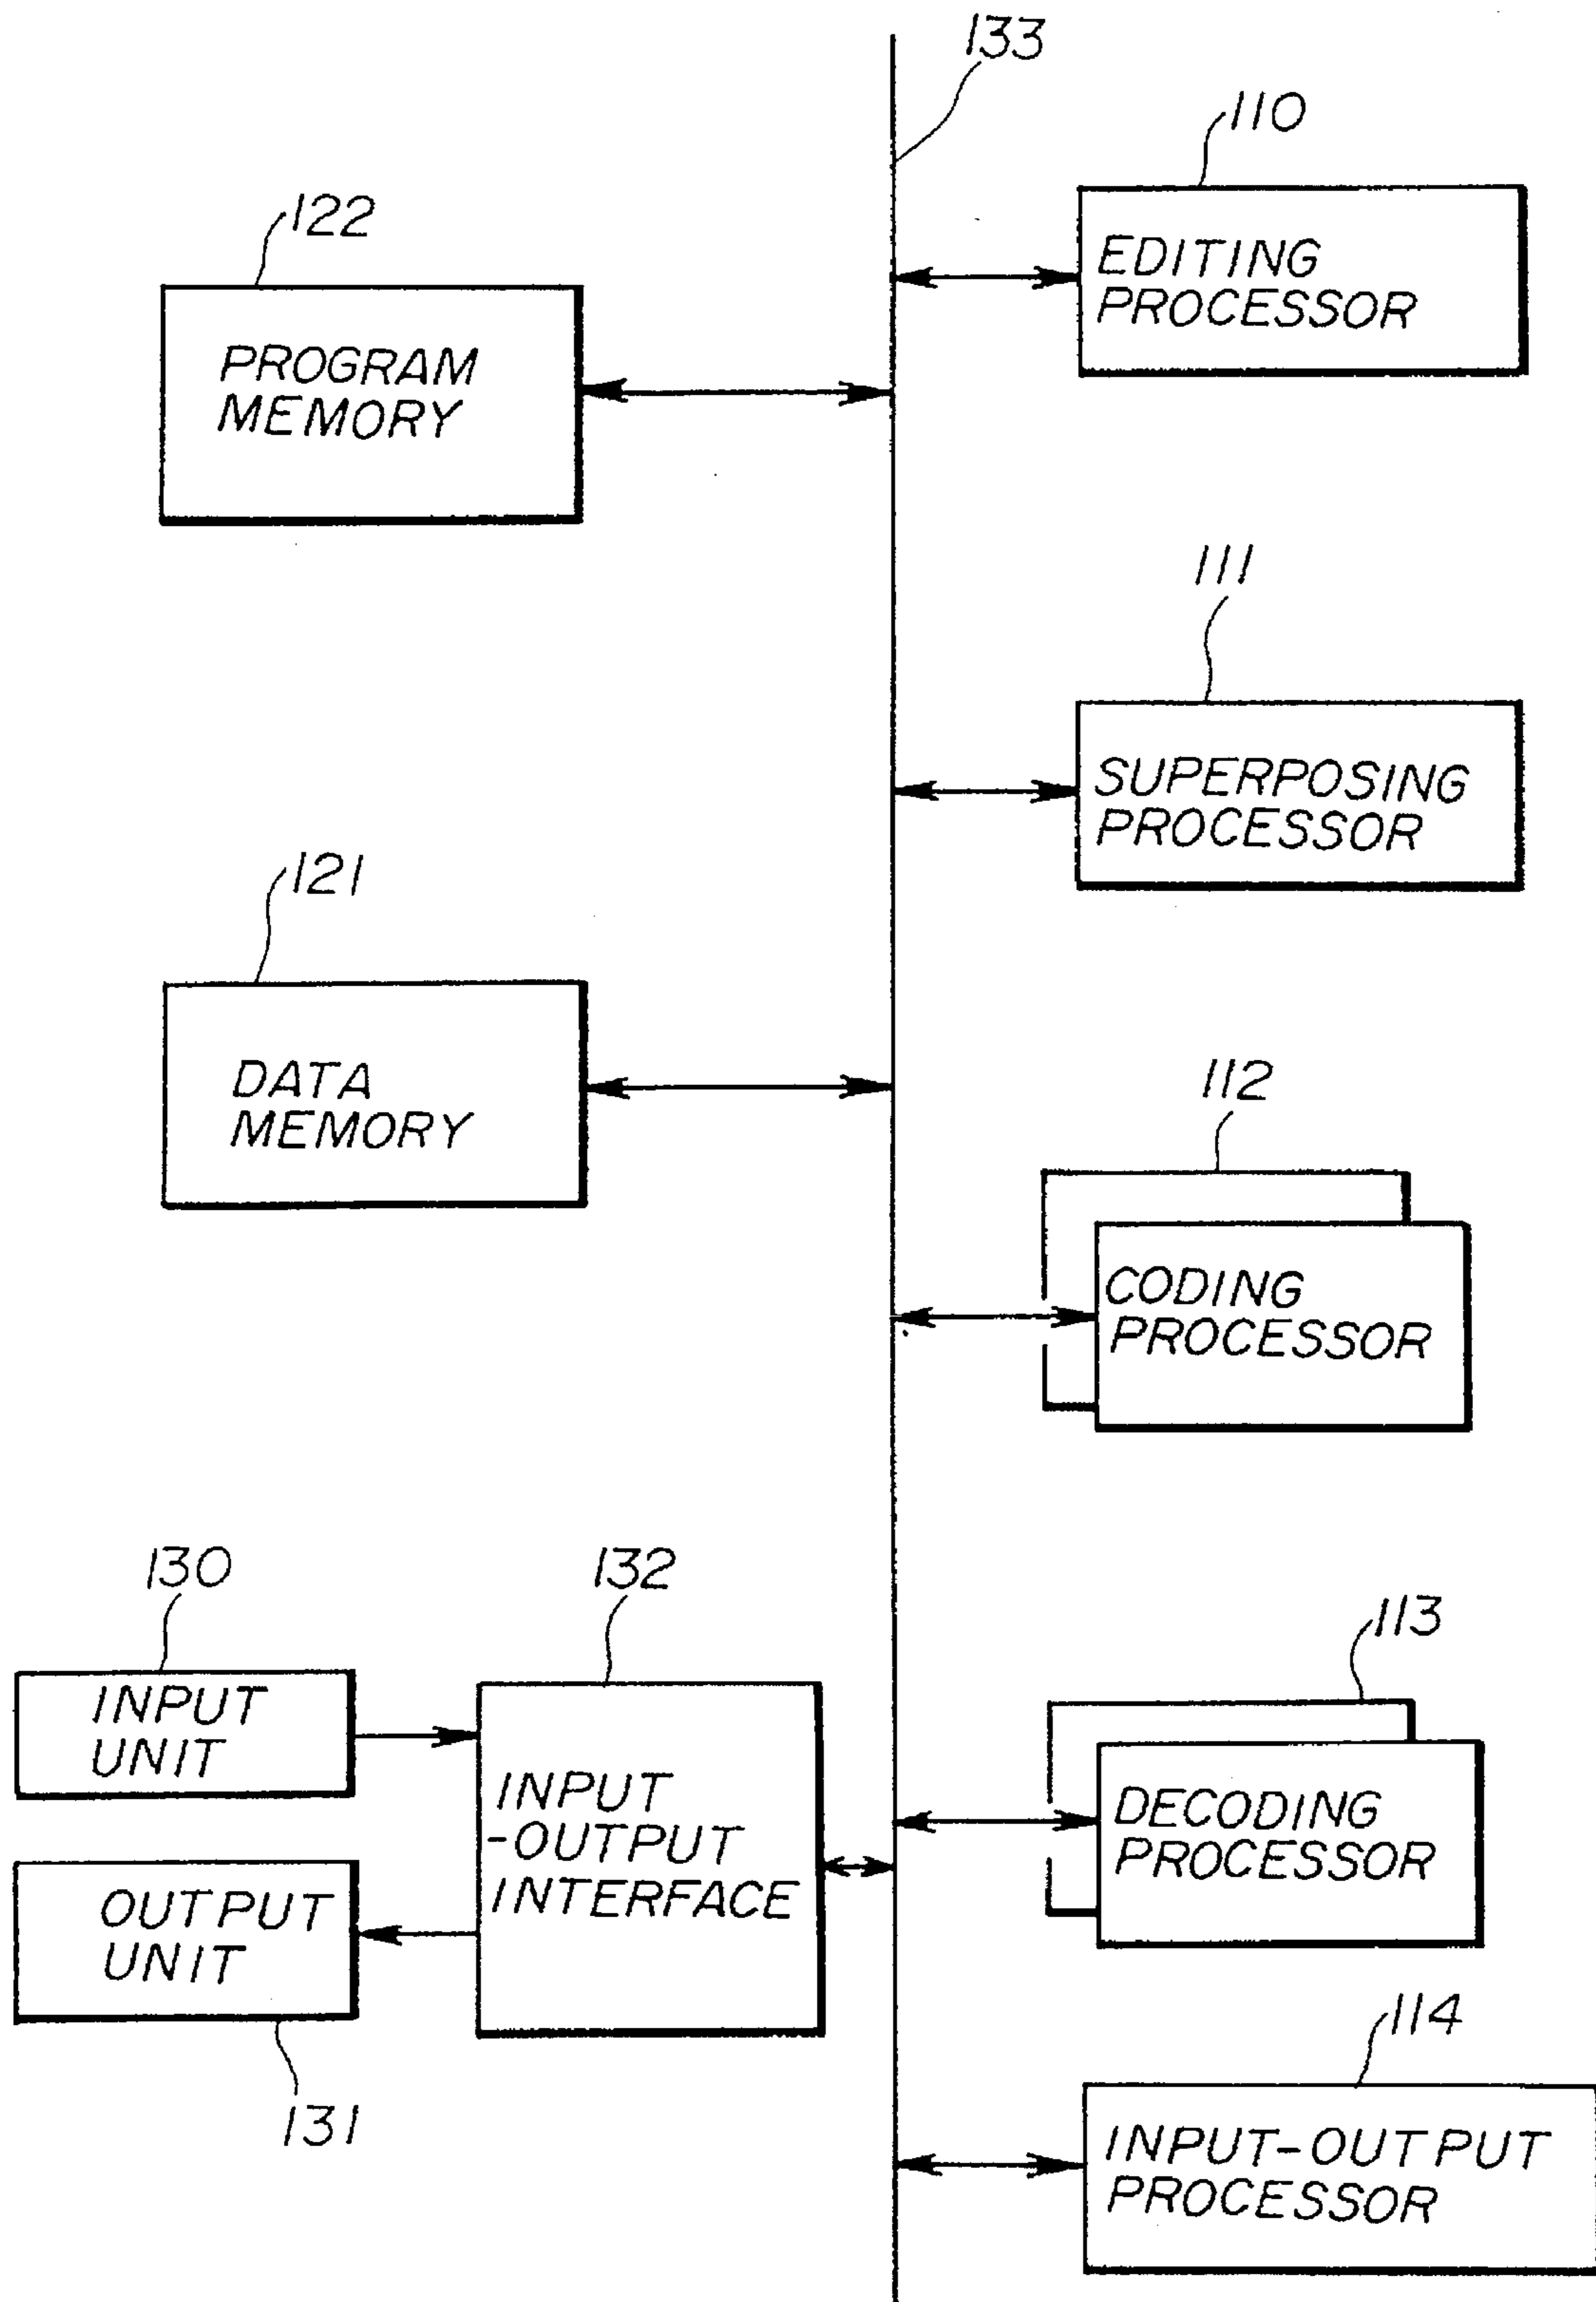 133
110
EDITING
PROCESSOR
122
PROGRAM
MEMORY
111
SUPERPOSING
PROCESSOR
121
DATA
MEMORY
112
CODING
PROCESSOR
130
INPUT
UNIT
132
INPUT
-OUTPUT
INTERFACE
113
DECODING
PROCESSOR
OUTPUT
UNIT
131
114
INPUT-OUTPUT
PROCESSOR